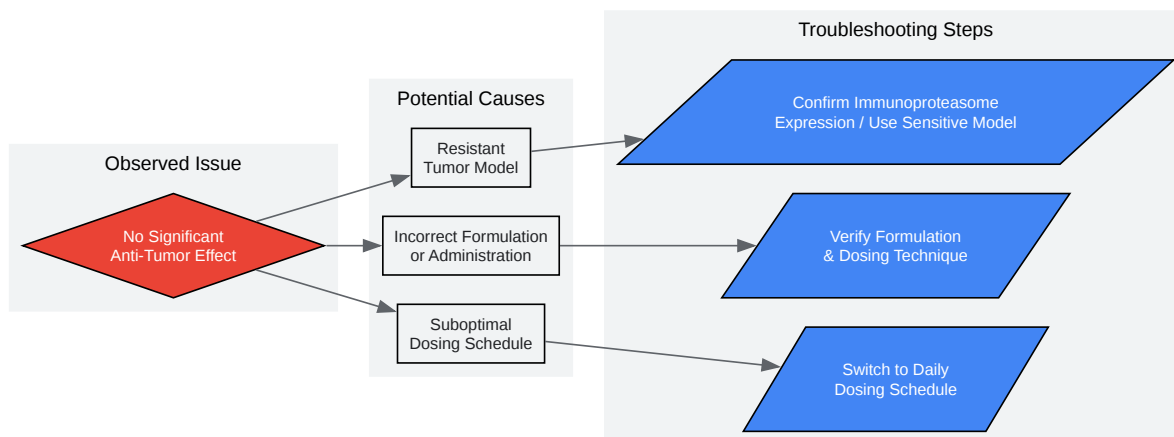 Observed Issue
No Significant
Anti-Tumor Effect
Potential Causes
Resistant
Tumor Model
Incorrect Formulation
or Administration
Suboptimal
Dosing Schedule
Troubleshooting Steps
Confirm Immunoproteasome
Expression / Use Sensitive Model
Verify Formulation
& Dosing Technique
Switch to Daily
Dosing Schedule